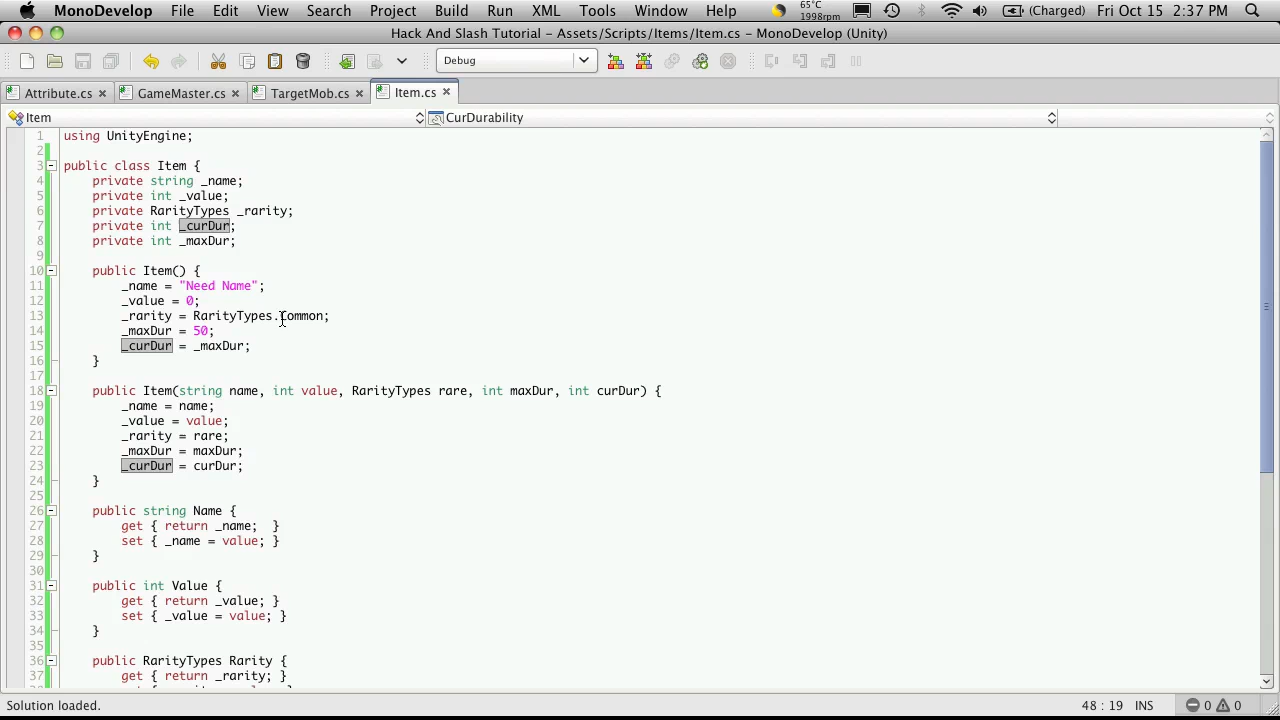 MonoDevelop File Edit View Search Project Build Run XML Tools Window Help 65°C 1998rpm (Charged) Fri Oct 15 2:37 PM
Hack And Slash Tutorial - Assets/Scripts/Items/Item.cs - MonoDevelop (Unity)
Debug
Attribute.cs GameMaster.cs TargetMob.cs Item.cs
Item CurDurability
1 using UnityEngine;
2
3 public class Item {
4 private string _name;
5 private int _value;
6 private RarityTypes _rarity;
7 private int _curDur;
8 private int _maxDur;
9
10 public Item() {
11 _name = "Need Name";
12 _value = 0;
13 _rarity = RarityTypes.Common;
14 _maxDur = 50;
15 _curDur = _maxDur;
16 }
17
18 public Item(string name, int value, RarityTypes rare, int maxDur, int curDur) {
19 _name = name;
20 _value = value;
21 _rarity = rare;
22 _maxDur = maxDur;
23 _curDur = curDur;
24 }
25
26 public string Name {
27 get { return _name; }
28 set { _name = value; }
29 }
30
31 public int Value {
32 get { return _value; }
33 set { _value = value; }
34 }
35
36 public RarityTypes Rarity {
37 get { return _rarity; }
Solution loaded. 48 : 19 INS 0 0